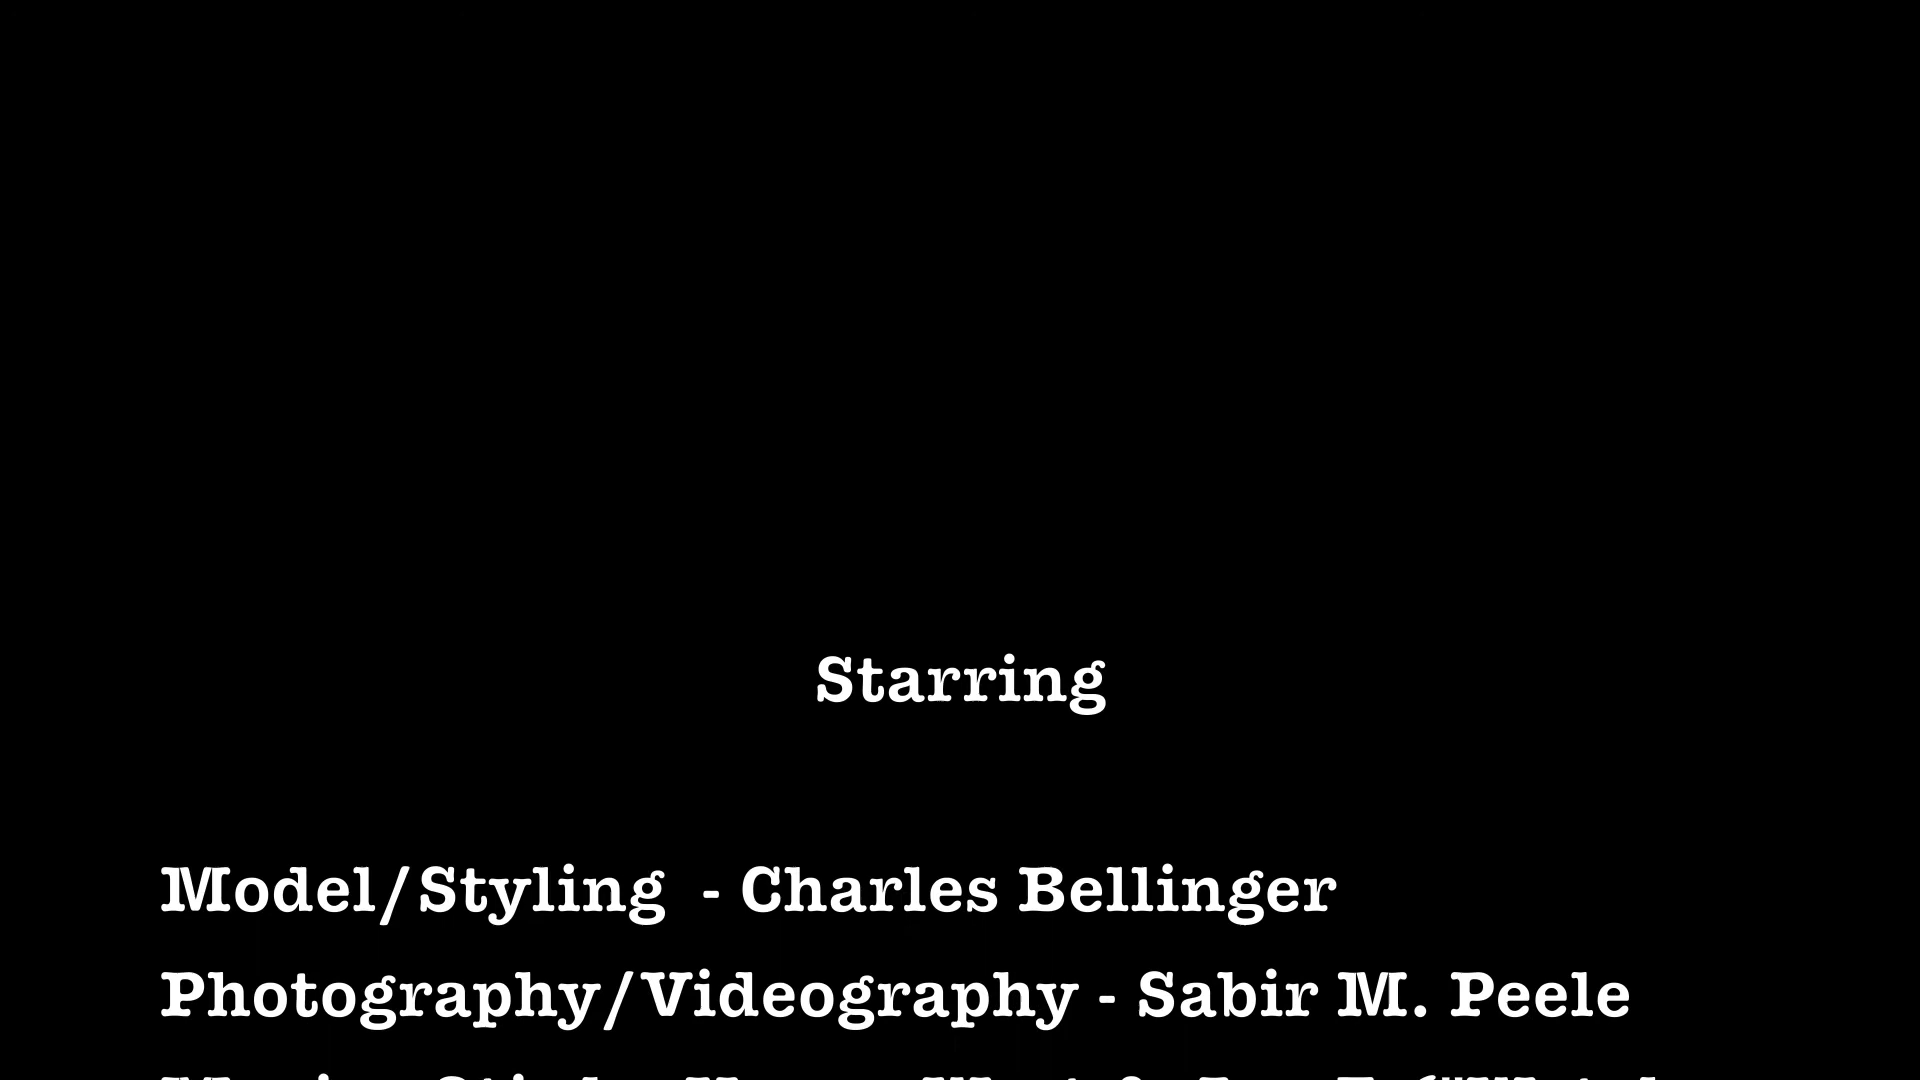 Starring
Model/Styling  - Charles Bellinger
Photography/Videography - Sabir M. Peele